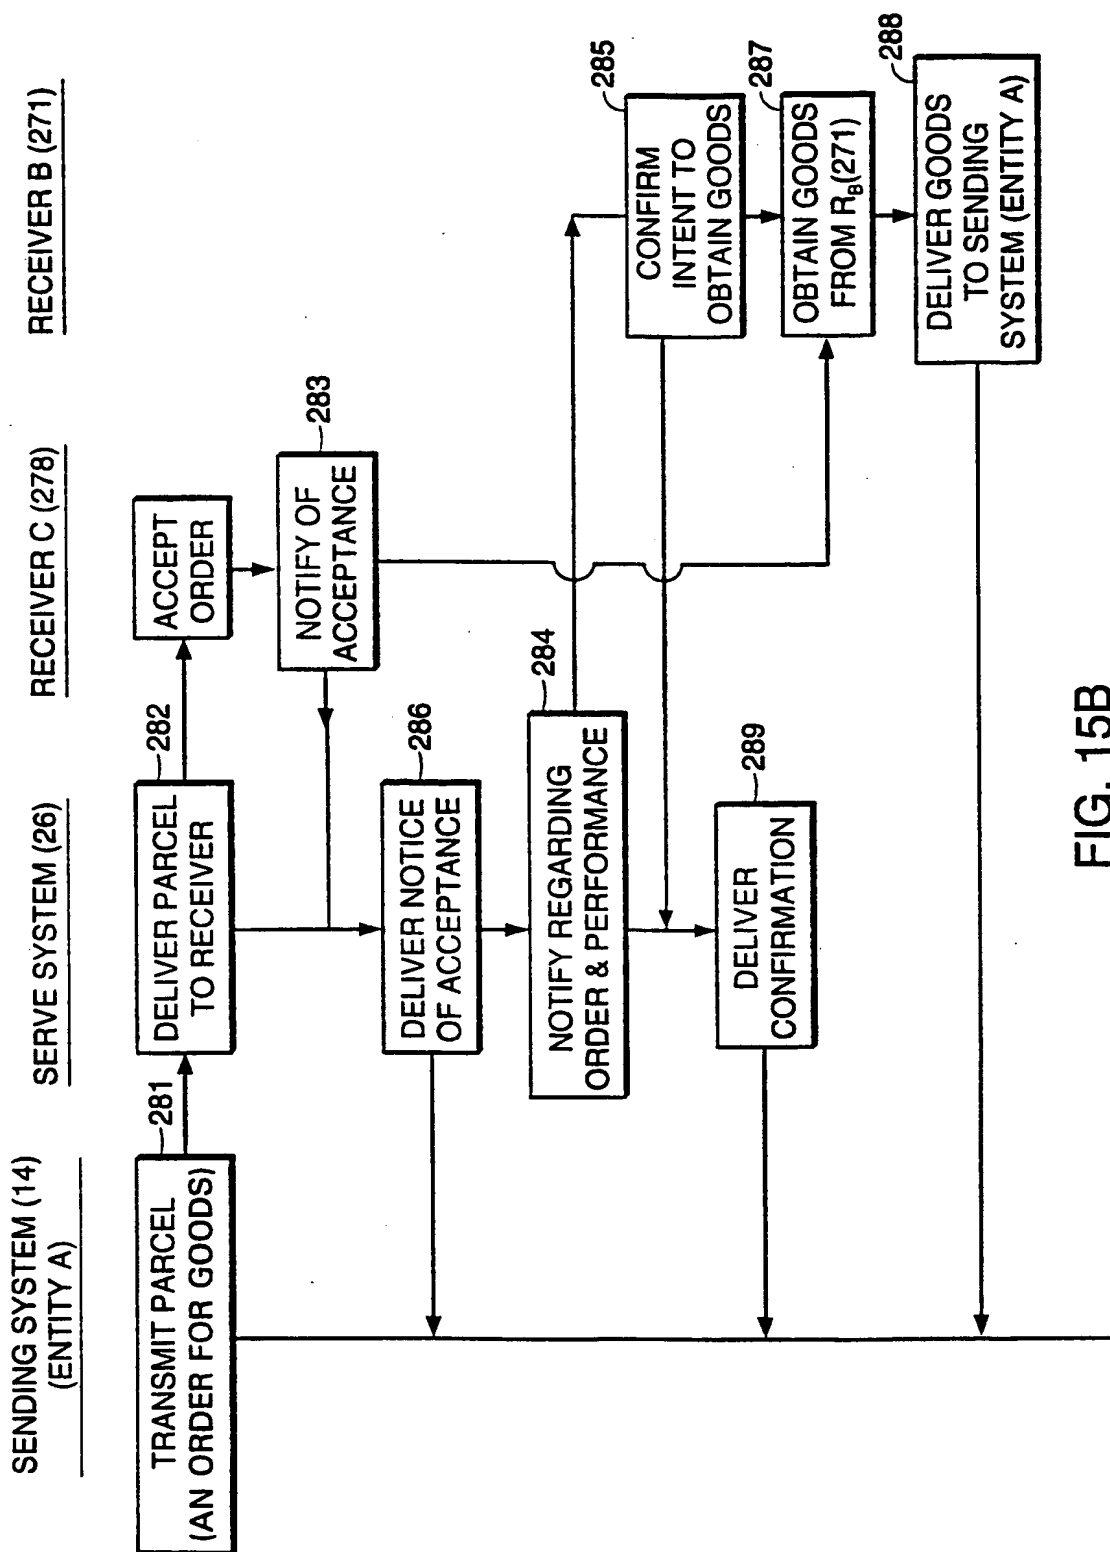 SENDING SYSTEM (14)
(ENTITY A)
SERVE SYSTEM (26)
RECEIVER C (278)
RECEIVER B (271)
281
TRANSMIT PARCEL
(AN ORDER FOR GOODS)
282
DELIVER PARCEL
TO RECEIVER
ACCEPT
ORDER
283
NOTIFY OF
ACCEPTANCE
286
DELIVER NOTICE
OF ACCEPTANCE
284
NOTIFY REGARDING
ORDER & PERFORMANCE
285
CONFIRM
INTENT TO
OBTAIN GOODS
289
DELIVER
CONFIRMATION
287
OBTAIN GOODS
FROM RB(271)
288
DELIVER GOODS
TO SENDING
SYSTEM (ENTITY A)
FIG. 15B